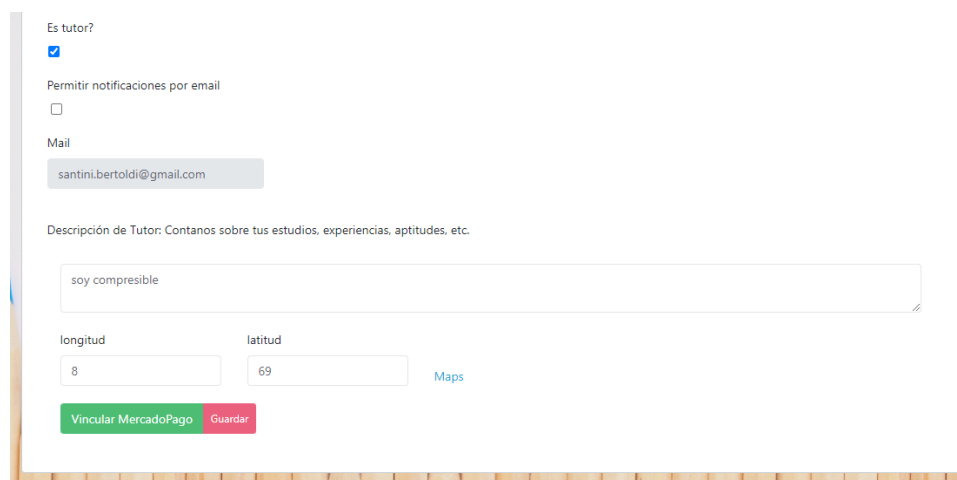 Es tutor?
Permitir notificaciones por email
Mail
santini.bertoldi@gmail.com
Descripción de Tutor: Contanos sobre tus estudios, experiencias, aptitudes, etc.
soy compresible
longitud latitud
8 69 Maps
Vincular MercadoPago Guardar